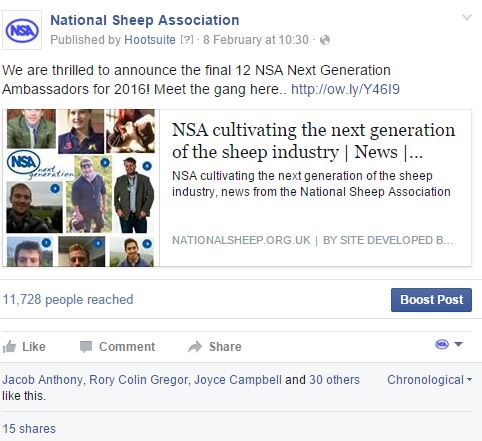 NSA
National Sheep Association
Published by Hootsuite [?] · 8 February at 10:30 ·
We are thrilled to announce the final 12 NSA Next Generation
Ambassadors for 2016! Meet the gang here.. http://ow.ly/Y46I9
NSA next
generation
NSA cultivating the next generation
of the sheep industry | News |...
NSA cultivating the next generation of the sheep
industry, news from the National Sheep Association
NATIONALSHEEP.ORG.UK | BY SITE DEVELOPED B...
11,728 people reached
Boost Post
Like Comment Share
NSA
Jacob Anthony, Rory Colin Gregor, Joyce Campbell and 30 others
like this.
Chronological
15 shares